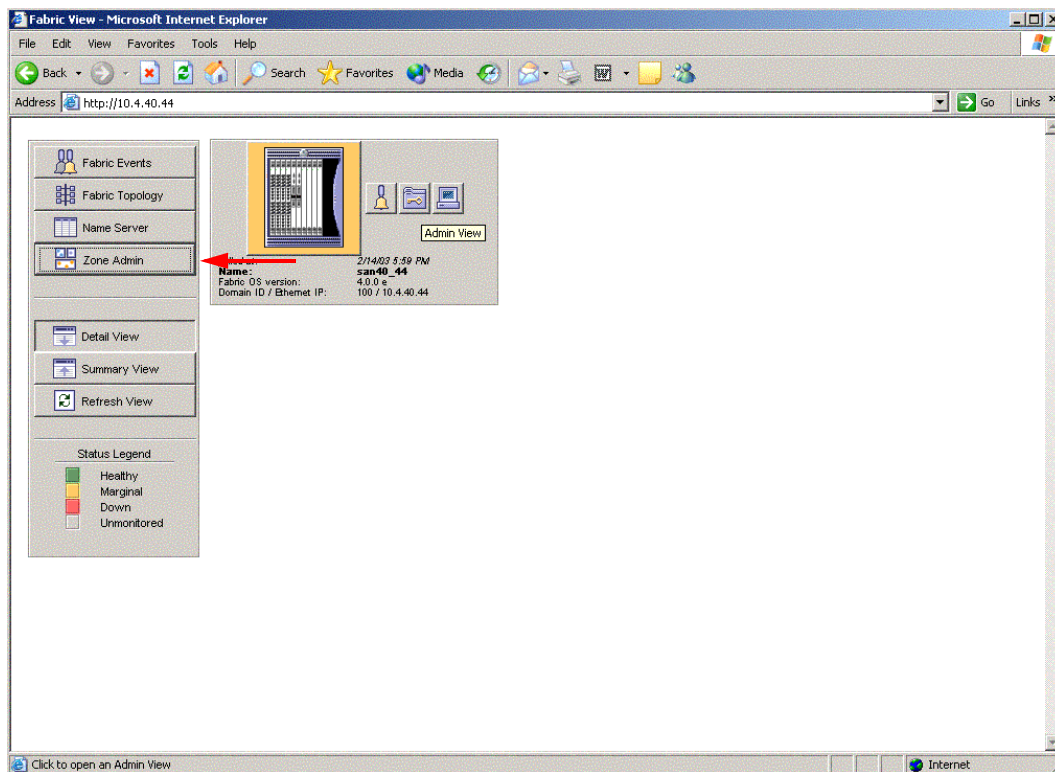 Fabric View - Microsoft Internet Explorer
File Edit View Favorites Tools Help
Back Search Favorites Media
Address http://10.4.40.44 Go Links »
Fabric Events
Fabric Topology
Name Server
Zone Admin
Detail View
Summary View
Refresh View
Status Legend
Healthy
Marginal
Down
Unmonitored
Admin View
2/14/03 5:59 PM
Name: san40_44
Fabric OS version: 4.0.0 e
Domain ID / Ethernet IP: 100 / 10.4.40.44
Click to open an Admin View Internet